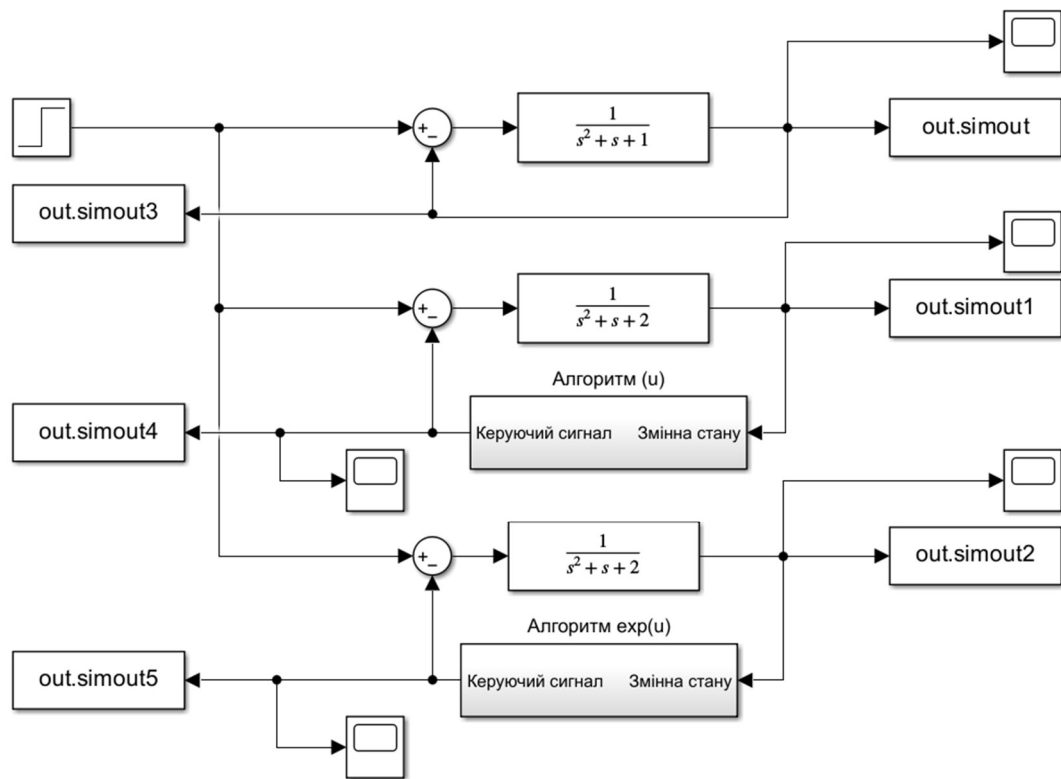 +
−
1
s² + s + 1
out.simout
out.simout3
+
−
1
s² + s + 2
out.simout1
Алгоритм (u)
out.simout4
Керуючий сигнал Змінна стану
+
−
1
s² + s + 2
out.simout2
Алгоритм exp(u)
out.simout5
Керуючий сигнал Змінна стану